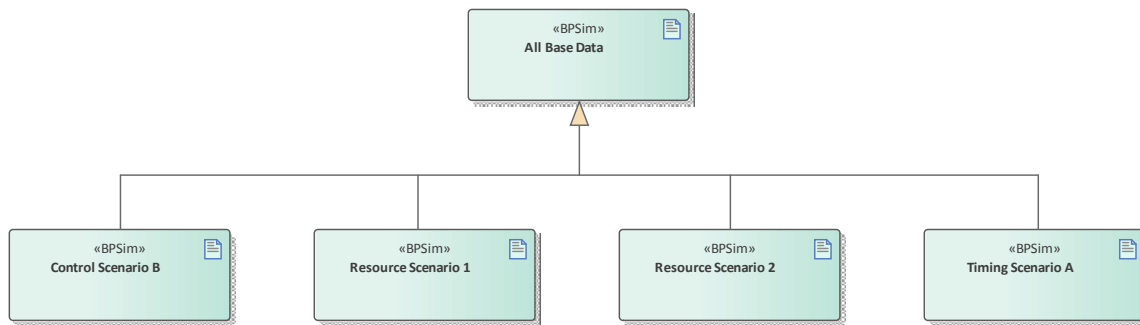 «BPSim»
All Base Data
«BPSim»
Control Scenario B
«BPSim»
Resource Scenario 1
«BPSim»
Resource Scenario 2
«BPSim»
Timing Scenario A